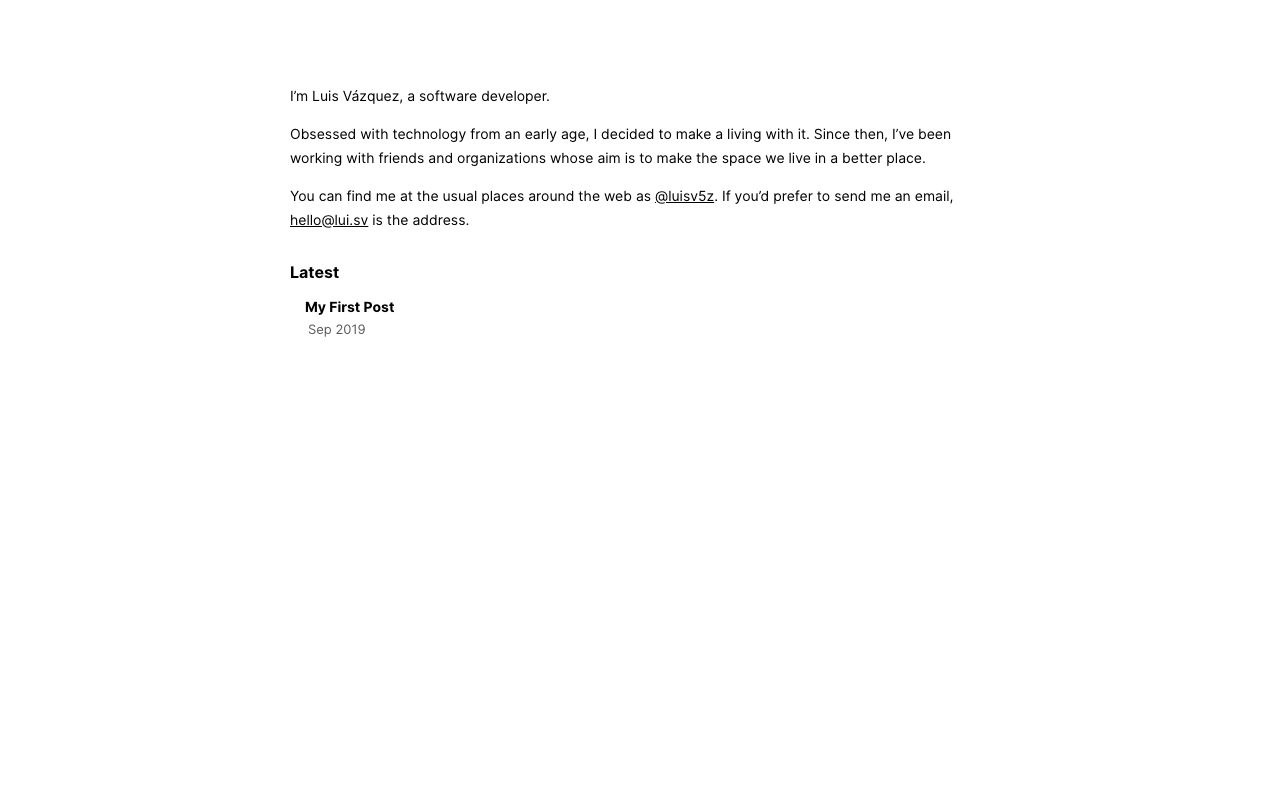 I’m Luis Vázquez, a software developer.
Obsessed with technology from an early age, I decided to make a living with it. Since then, I’ve been
working with friends and organizations whose aim is to make the space we live in a better place.
You can find me at the usual places around the web as @luisv5z. If you’d prefer to send me an email,
hello@lui.sv is the address.
Latest
My First Post
Sep 2019